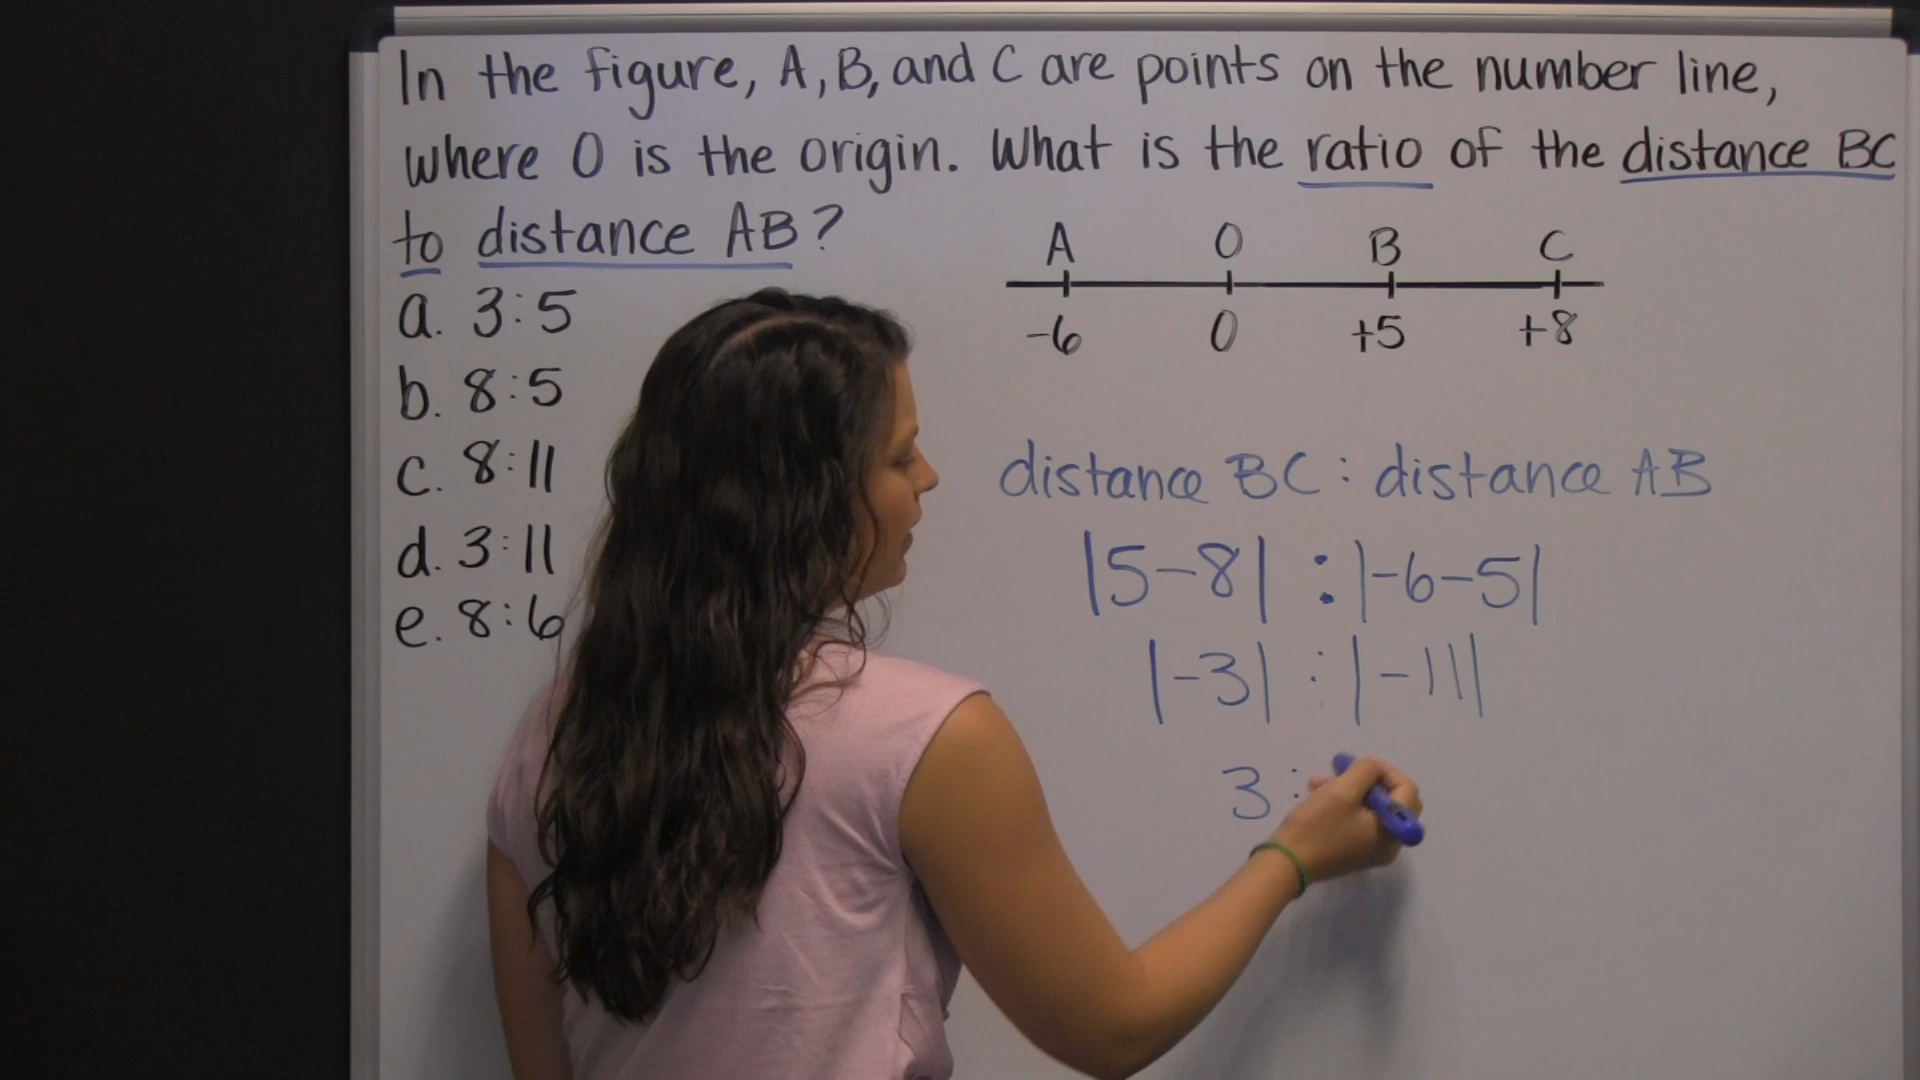 In the figure, A, B, and C are points on the number line,
where O is the origin. What is the ratio of the distance BC
to distance AB?
A O B C
-6 0 +5 +8
a. 3:5
b. 8:5
c. 8:11
d. 3:11
e. 8:6
distance BC : distance AB
|5-8| : |-6-5|
|-3| : |-11|
3 :